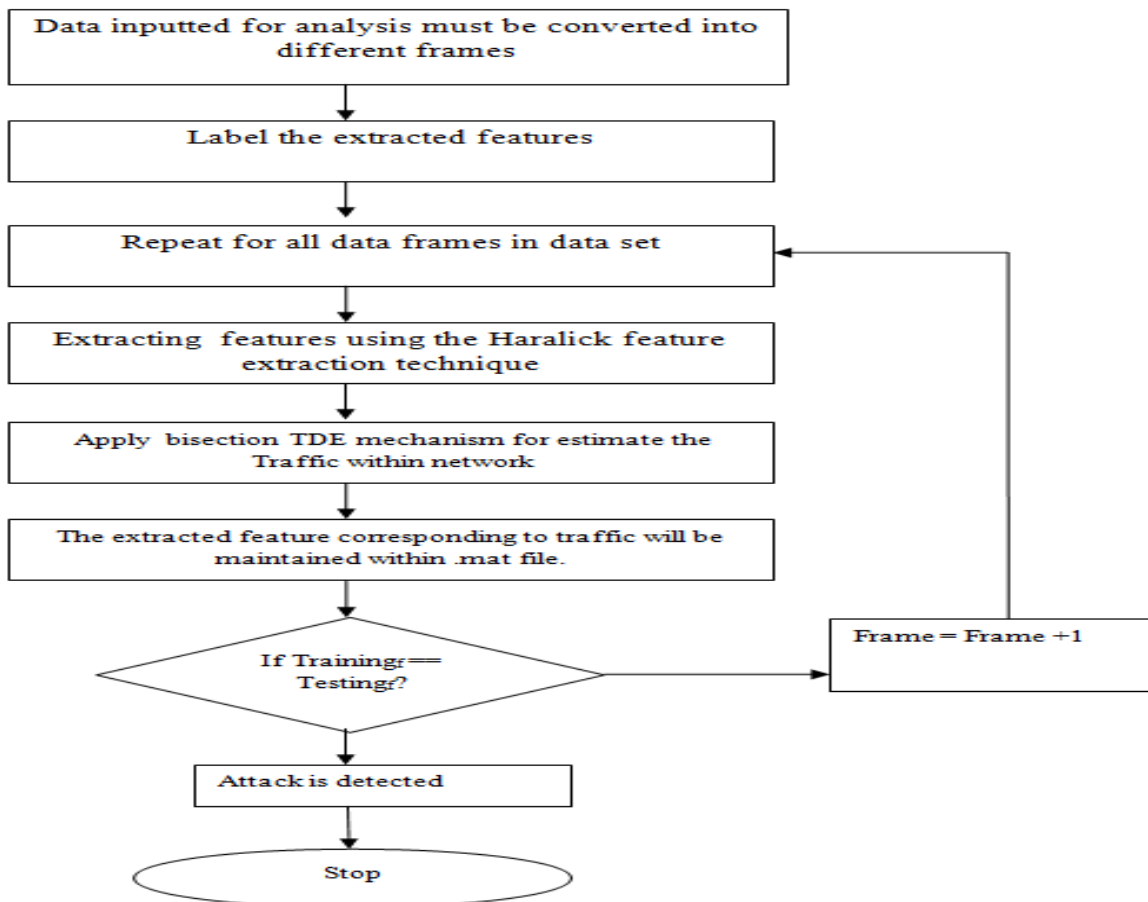 Data inputted for analysis must be converted into
different frames
Label the extracted features
Repeat for all data frames in data set
Extracting features using the Haralick feature
extraction technique
Apply bisection TDE mechanism for estimate the
Traffic within network
The extracted feature corresponding to traffic will be
maintained within .mat file.
If Trainingf ==
Testingf?
Frame = Frame +1
Attack is detected
Stop